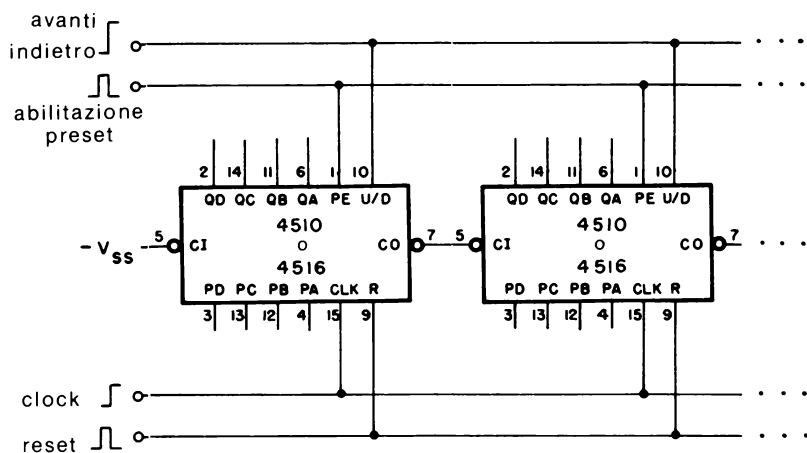 avanti
indietro
abilitazione
preset
2 14 11 6 1 10
QD QC QB QA PE U/D
4510
o
4516
5 CI CO 7
PD PC PB PA CLK R
3 13 12 4 15 9
- Vss -
2 14 11 6 1 10
QD QC QB QA PE U/D
4510
o
4516
5 CI CO 7
PD PC PB PA CLK R
3 13 12 4 15 9
clock
reset